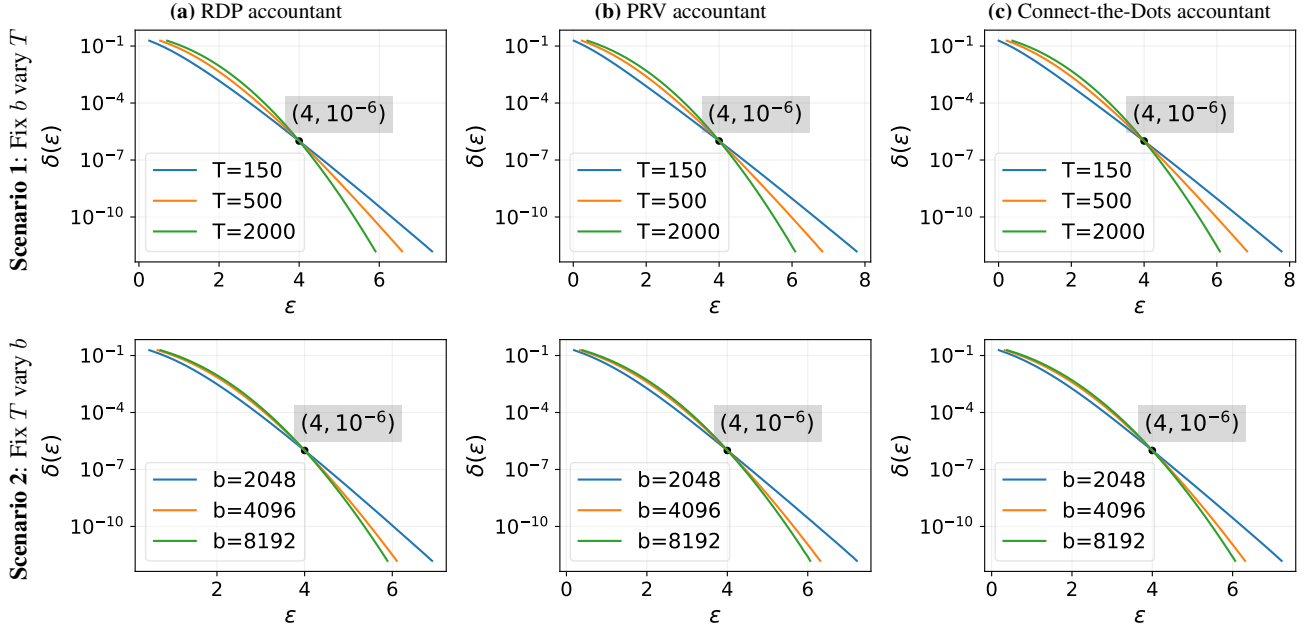 (a) RDP accountant
(b) PRV accountant
(c) Connect-the-Dots accountant
Scenario 1: Fix b vary T
δ(ε)
10⁻¹
10⁻⁴
10⁻⁷
10⁻¹⁰
(4, 10⁻⁶)
T=150
T=500
T=2000
0 2 4 6
ε
δ(ε)
10⁻¹
10⁻⁴
10⁻⁷
10⁻¹⁰
(4, 10⁻⁶)
T=150
T=500
T=2000
0 2 4 6 8
ε
δ(ε)
10⁻¹
10⁻⁴
10⁻⁷
10⁻¹⁰
(4, 10⁻⁶)
T=150
T=500
T=2000
0 2 4 6 8
ε
Scenario 2: Fix T vary b
δ(ε)
10⁻¹
10⁻⁴
10⁻⁷
10⁻¹⁰
(4, 10⁻⁶)
b=2048
b=4096
b=8192
2 4 6
ε
δ(ε)
10⁻¹
10⁻⁴
10⁻⁷
10⁻¹⁰
(4, 10⁻⁶)
b=2048
b=4096
b=8192
0 2 4 6
ε
δ(ε)
10⁻¹
10⁻⁴
10⁻⁷
10⁻¹⁰
(4, 10⁻⁶)
b=2048
b=4096
b=8192
0 2 4 6
ε